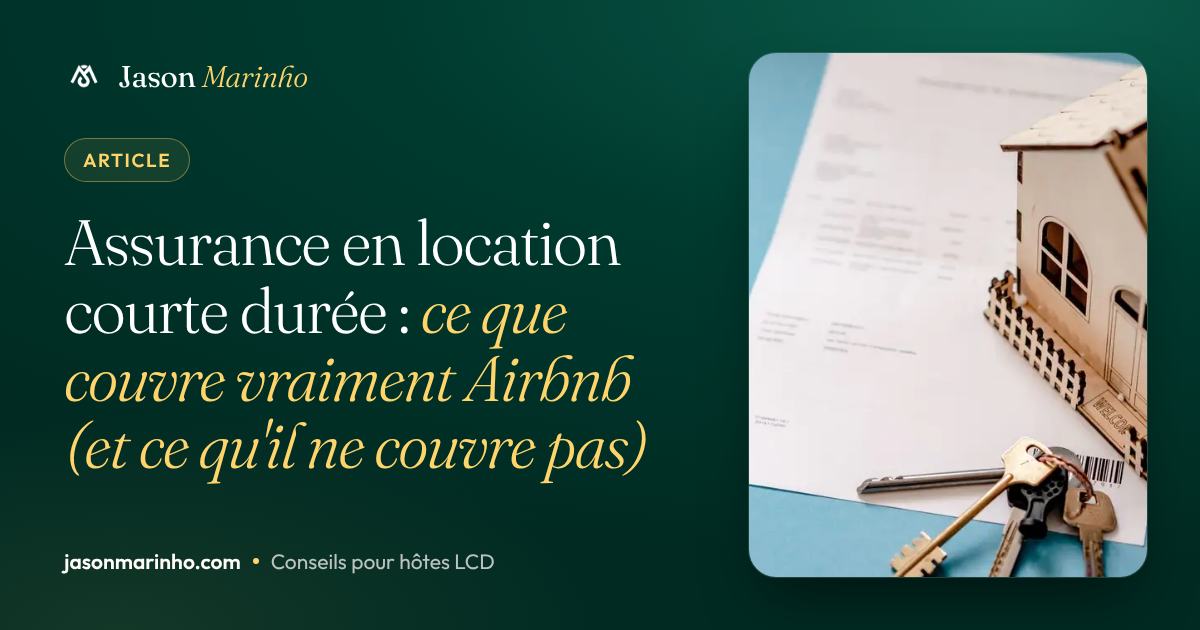 Jason Marinho
ARTICLE
Assurance en location
courte durée : ce que
couvre vraiment Airbnb
(et ce qu'il ne couvre pas)
jasonmarinho.com • Conseils pour hôtes LCD